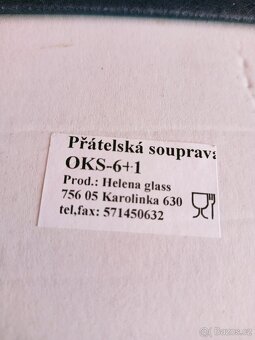 Přátelská souprava
OKS-6+1
Prod.: Helena glass
756 05 Karolinka 630
tel,fax: 571450632